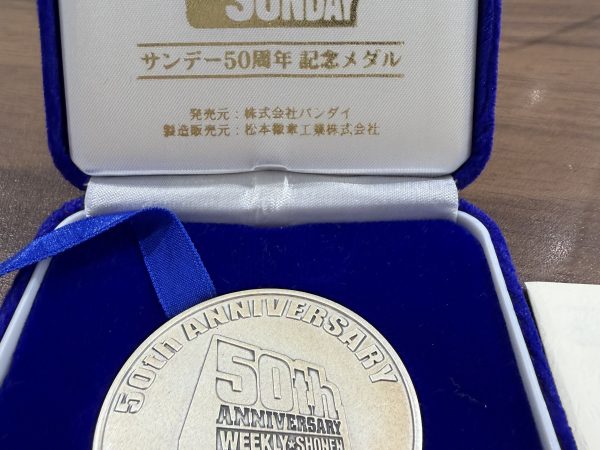 SUNDAY
サンデー50周年 記念メダル
発売元：株式会社バンダイ
製造販売元：松本徽章工業株式会社
50th ANNIVERSARY
50th
ANNIVERSARY
WEEKLY★SHONEN